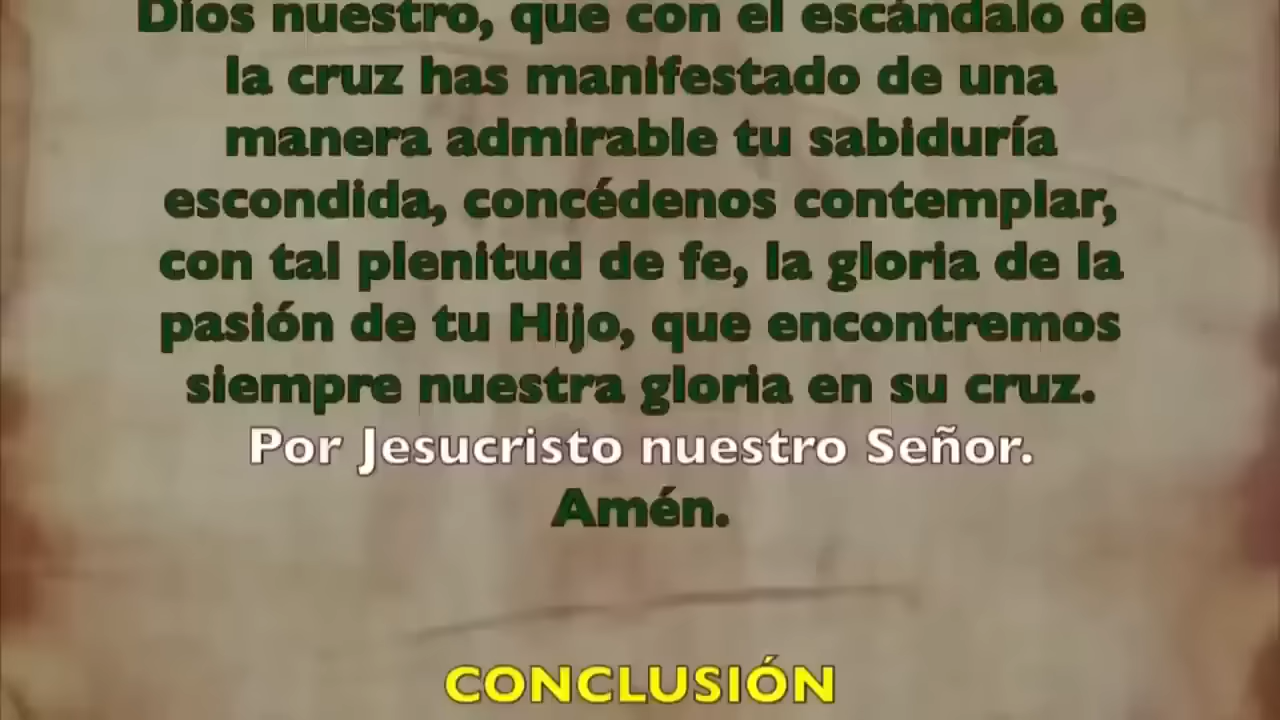 Dios nuestro, que con el escándalo de
la cruz has manifestado de una
manera admirable tu sabiduría
escondida, concédenos contemplar,
con tal plenitud de fe, la gloria de la
pasión de tu Hijo, que encontremos
siempre nuestra gloria en su cruz.
Por Jesucristo nuestro Señor.
Amén.
CONCLUSIÓN